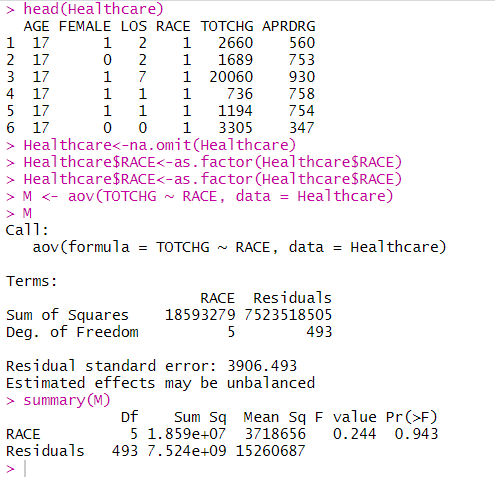 > head(Healthcare)
  AGE FEMALE LOS RACE TOTCHG APRDRG
1  17      1   2    1   2660    560
2  17      0   2    1   1689    753
3  17      1   7    1  20060    930
4  17      1   1    1    736    758
5  17      1   1    1   1194    754
6  17      0   0    1   3305    347
> Healthcare<-na.omit(Healthcare)
> Healthcare$RACE<-as.factor(Healthcare$RACE)
> Healthcare$RACE<-as.factor(Healthcare$RACE)
> M <- aov(TOTCHG ~ RACE, data = Healthcare)
> M
Call:
   aov(formula = TOTCHG ~ RACE, data = Healthcare)

Terms:
                      RACE  Residuals
Sum of Squares    18593279 7523518505
Deg. of Freedom          5        493

Residual standard error: 3906.493
Estimated effects may be unbalanced
> summary(M)
             Df    Sum Sq  Mean Sq F value Pr(>F)
RACE          5 1.859e+07  3718656   0.244  0.943
Residuals   493 7.524e+09 15260687
>